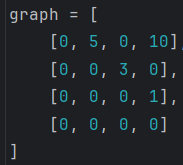 graph = [
    [0, 5, 0, 10],
    [0, 0, 3, 0],
    [0, 0, 0, 1],
    [0, 0, 0, 0]
]